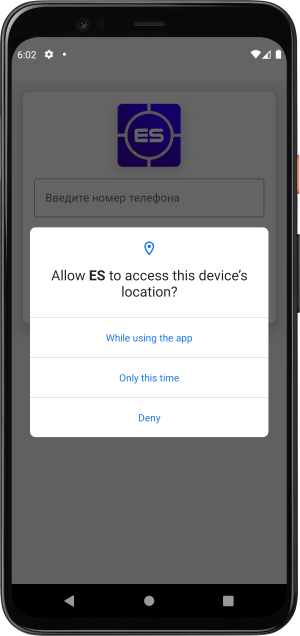 6:02
ES
Введите номер телефона
Allow ES to access this device's
location?
While using the app
Only this time
Deny